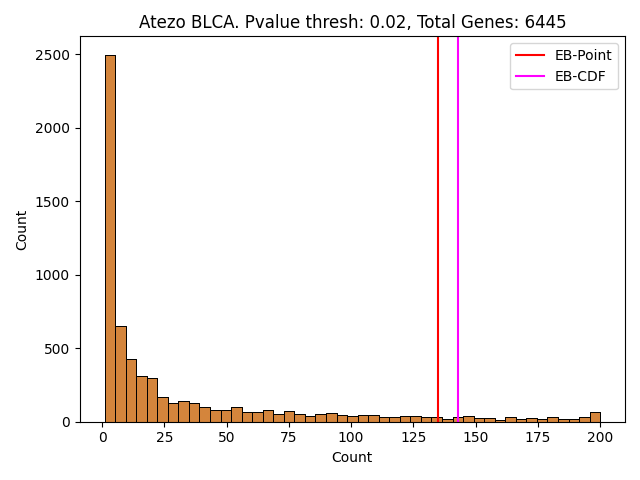 Atezo BLCA. Pvalue thresh: 0.02, Total Genes: 6445
EB-Point
EB-CDF
2500
2000
1500
1000
500
0
Count
0 25 50 75 100 125 150 175 200
Count